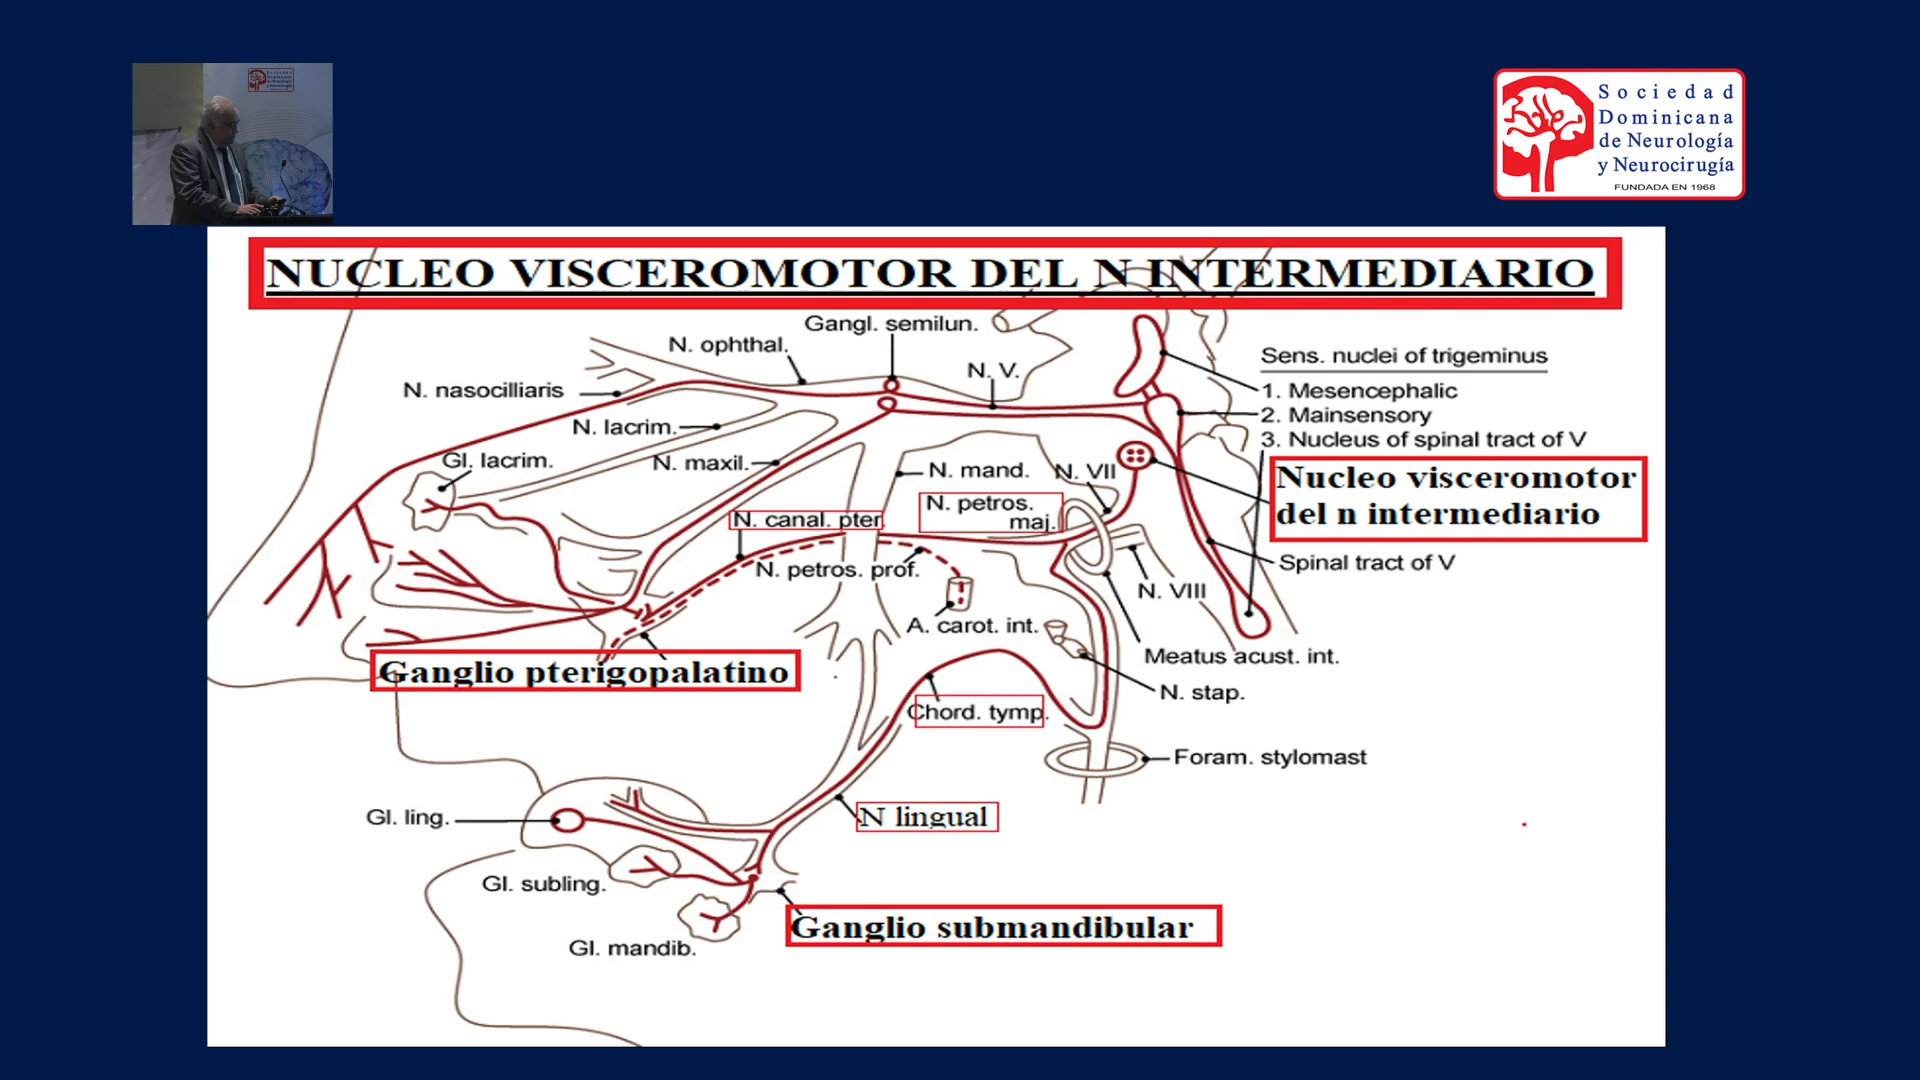 Sociedad
Dominicana
de Neurología
y Neurocirugía
FUNDADA EN 1968
NUCLEO VISCEROMOTOR DEL N INTERMEDIARIO
Gangl. semilun.
N. ophthal.
N. V.
Sens. nuclei of trigeminus
N. nasocilliaris
1. Mesencephalic
2. Mainsensory
N. lacrim.
3. Nucleus of spinal tract of V
Gl. lacrim.
N. maxil.
N. mand.
N. VII
Nucleo visceromotor
del n intermediario
N. petros.
maj.
N. canal. pter.
N. petros. prof.
Spinal tract of V
N. VIII
A. carot. int.
Meatus acust. int.
Ganglio pterigopalatino
N. stap.
Chord. tymp.
Foram. stylomast
Gl. ling.
N lingual
Gl. subling.
Ganglio submandibular
Gl. mandib.